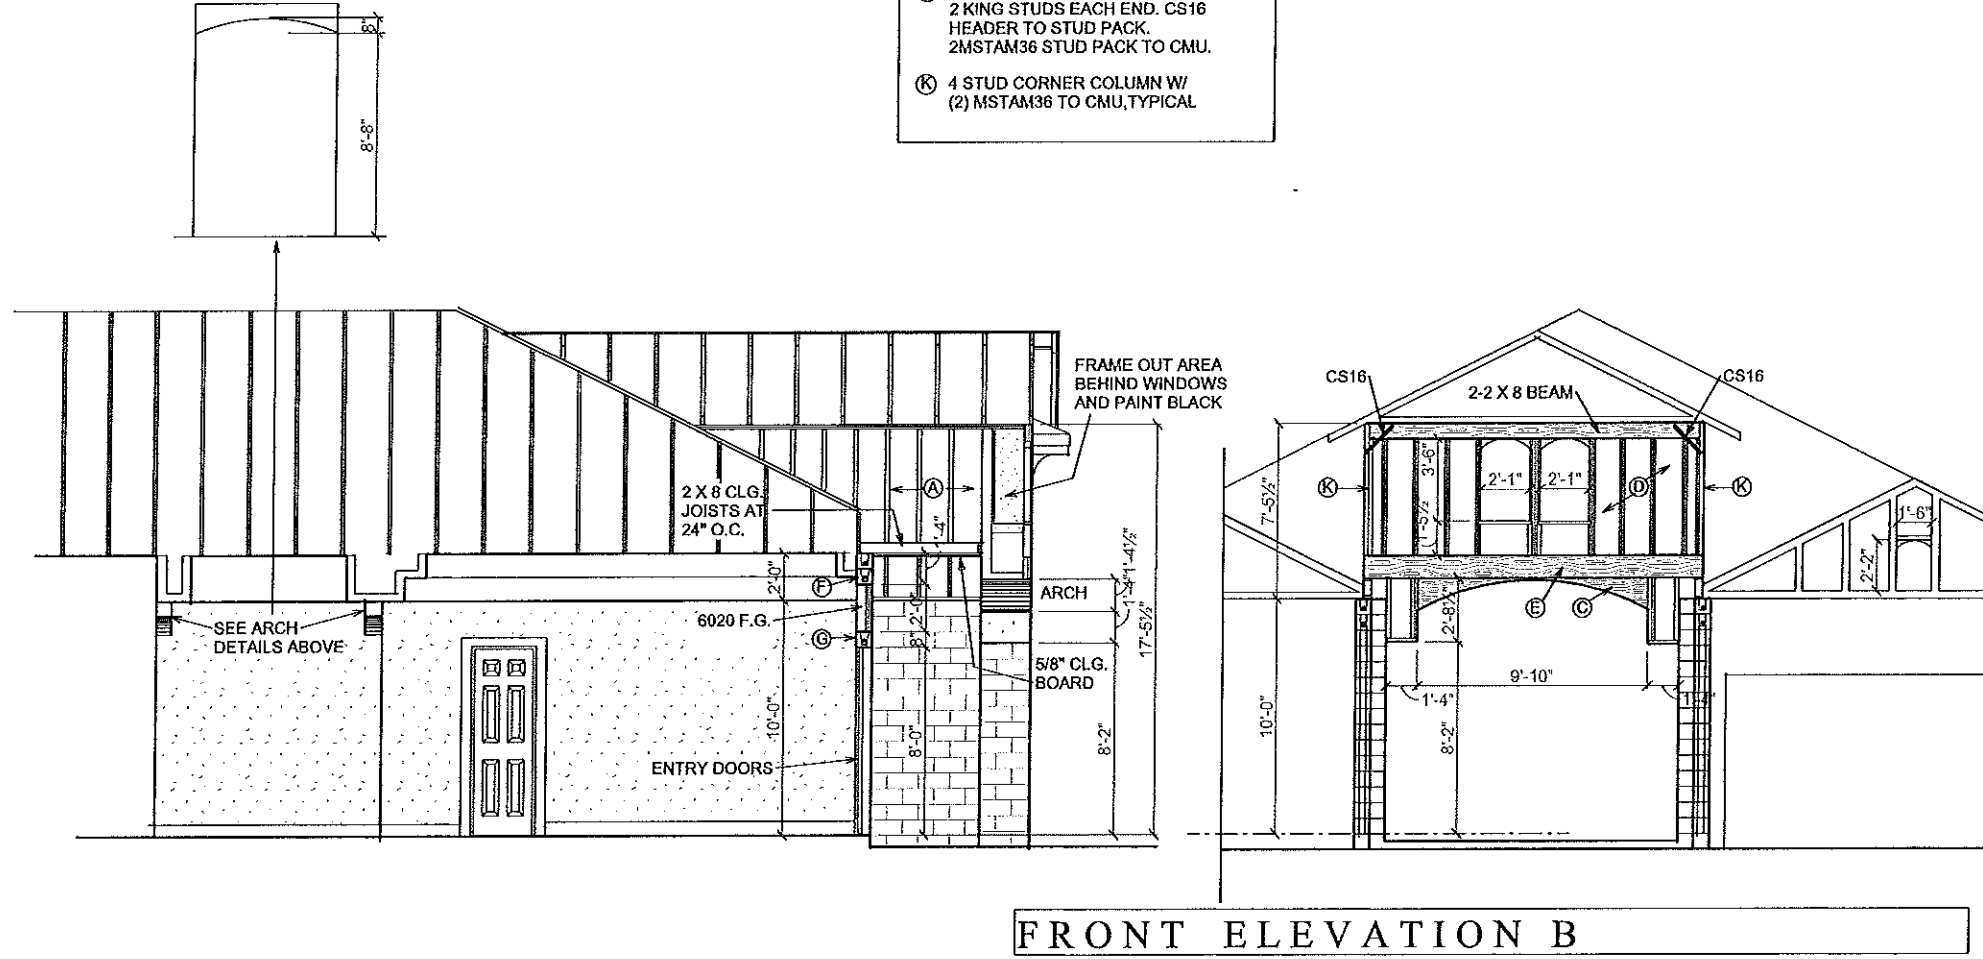 2 KING STUDS EACH END. CS16
HEADER TO STUD PACK.
2MSTAM36 STUD PACK TO CMU.
K 4 STUD CORNER COLUMN W/
(2) MSTAM36 TO CMU,TYPICAL
8"
8'-8"
FRAME OUT AREA
BEHIND WINDOWS
AND PAINT BLACK
2 X 8 CLG.
JOISTS AT
24" O.C.
A
1'-4"
2'-0"
F
6020 F.G.
2'-0"
G
8"
SEE ARCH
DETAILS ABOVE
ARCH
1'-4"
1'-4½"
17'-5½"
5/8" CLG.
BOARD
10'-0"
8'-0"
8'-2"
ENTRY DOORS
CS16
2-2 X 8 BEAM
CS16
K
7'-5½"
3'-6"
2'-1"
2'-1"
D
K
1'-5½"
1'-6"
2'-2"
E
C
2'-8½"
9'-10"
1'-4"
1'-4"
10'-0"
8'-2"
FRONT ELEVATION B